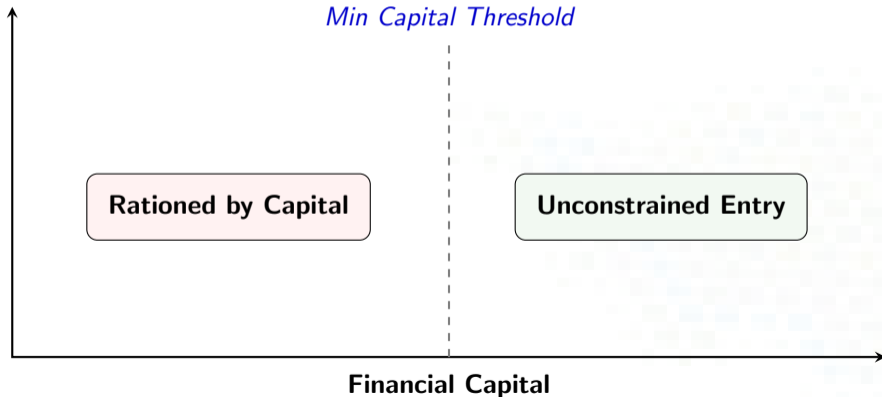 Min Capital Threshold
Rationed by Capital
Unconstrained Entry
Financial Capital